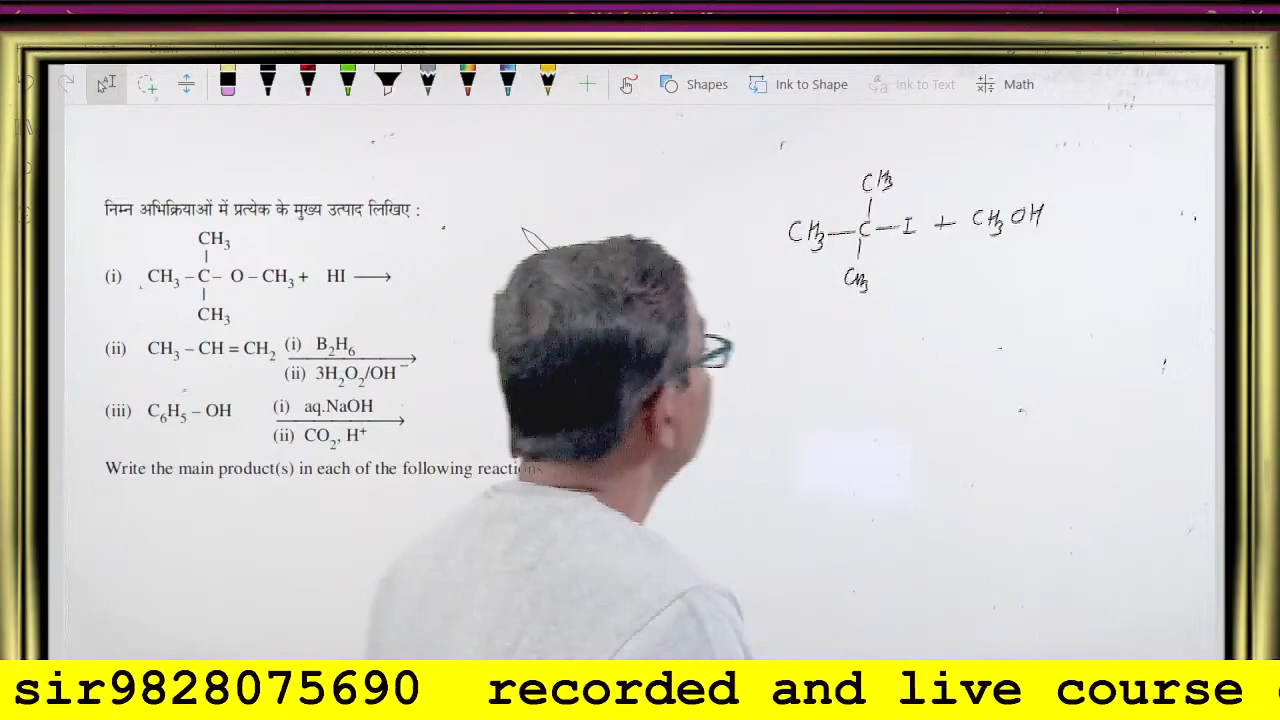 Shapes Ink to Shape Ink to Text Math
निम्न अभिक्रियाओं में प्रत्येक के मुख्य उत्पाद लिखिए :
CH₃
|
(i) CH₃ – C – O – CH₃ + HI ⟶
|
CH₃
(ii) CH₃ – CH = CH₂ (i) B₂H₆
(ii) 3H₂O₂/OH⁻
(iii) C₆H₅ – OH (i) aq.NaOH
(ii) CO₂, H⁺
Write the main product(s) in each of the following reactions
CH₃
|
CH₃ — C — I + CH₃OH
|
CH₃
sir9828075690 recorded and live course